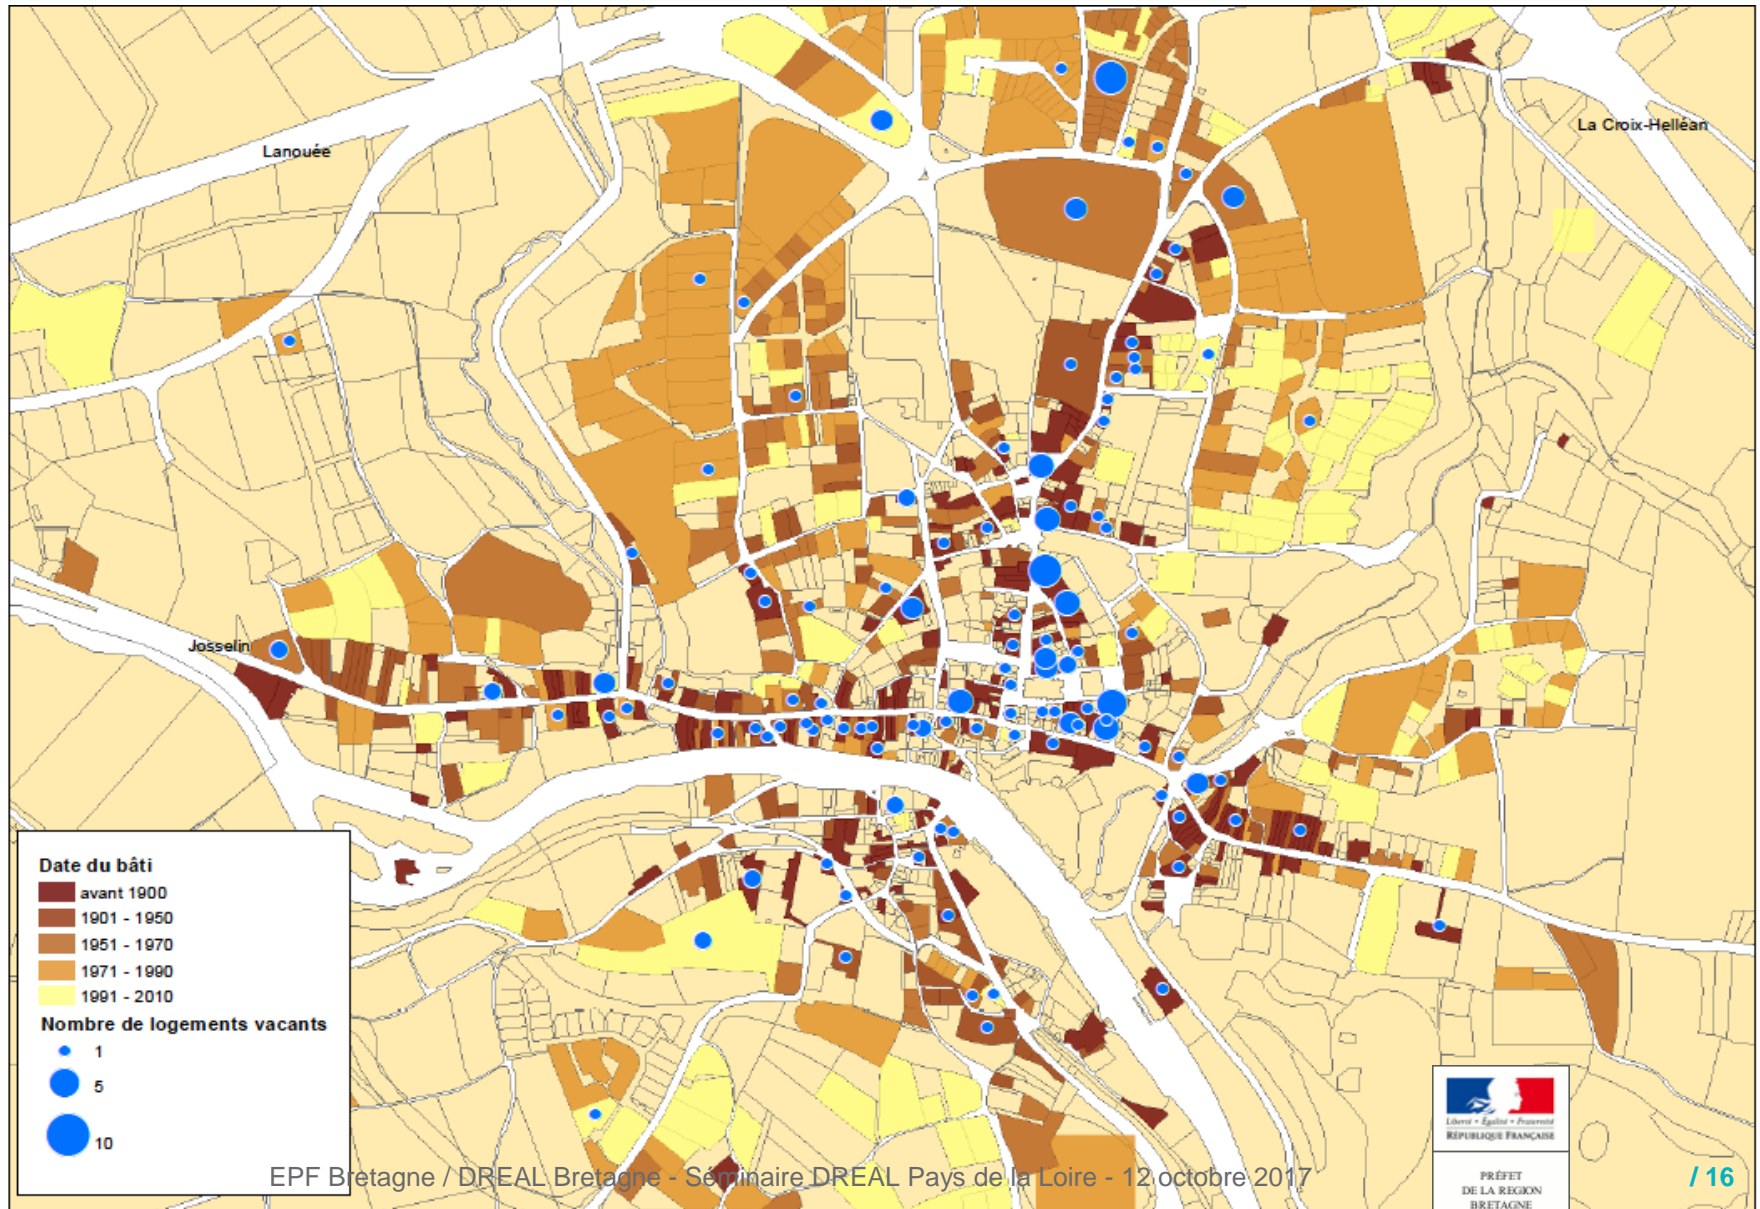 La Croix-Helléan
Lanouée
Josselin
Date du bâti
avant 1900
1901 - 1950
1951 - 1970
1971 - 1990
1991 - 2010
Nombre de logements vacants
1
5
10
Liberté • Égalité • Fraternité
RÉPUBLIQUE FRANÇAISE
PRÉFET
DE LA REGION
BRETAGNE
EPF Bretagne / DREAL Bretagne - Séminaire DREAL Pays de la Loire - 12 octobre 2017
/ 16